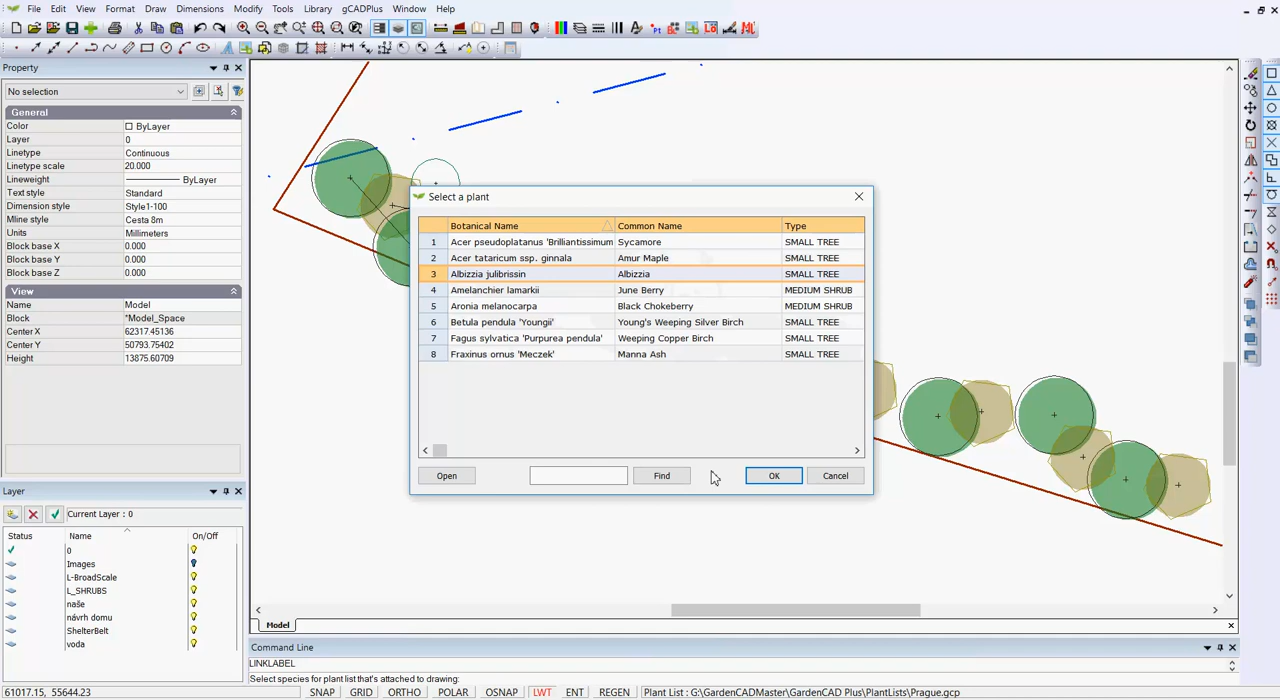 File Edit View Format Draw Dimensions Modify Tools Library gCADPlus Window Help
Property
No selection
General
Color ByLayer
Layer 0
Linetype Continuous
Linetype scale 20.000
Lineweight ByLayer
Text style Standard
Dimension style Style1-100
Mline style Cesta 8m
Units Millimeters
Block base X 0.000
Block base Y 0.000
Block base Z 0.000
View
Name Model
Block *Model_Space
Center X 62317.45136
Center Y 50793.75402
Height 13875.60709
Layer
Current Layer : 0
Status Name On/Off
0
Images
L-BroadScale
L_SHRUBS
naše
návrh domu
ShelterBelt
voda
Select a plant
Botanical Name Common Name Type
1 Acer pseudoplatanus 'Brilliantissimum Sycamore SMALL TREE
2 Acer tataricum ssp. ginnala Amur Maple SMALL TREE
3 Albizzia julibrissin Albizzia SMALL TREE
4 Amelanchier lamarkii June Berry MEDIUM SHRUB
5 Aronia melanocarpa Black Chokeberry MEDIUM SHRUB
6 Betula pendula 'Youngii' Young's Weeping Silver Birch SMALL TREE
7 Fagus sylvatica 'Purpurea pendula' Weeping Copper Birch SMALL TREE
8 Fraxinus ornus 'Meczek' Manna Ash SMALL TREE
Open Find OK Cancel
Model
Command Line
LINKLABEL
Select species for plant list that's attached to drawing:
61017.15, 55644.23 SNAP GRID ORTHO POLAR OSNAP LWT ENT REGEN Plant List : G:\GardenCADMaster\GardenCAD Plus\PlantLists\Prague.gcp